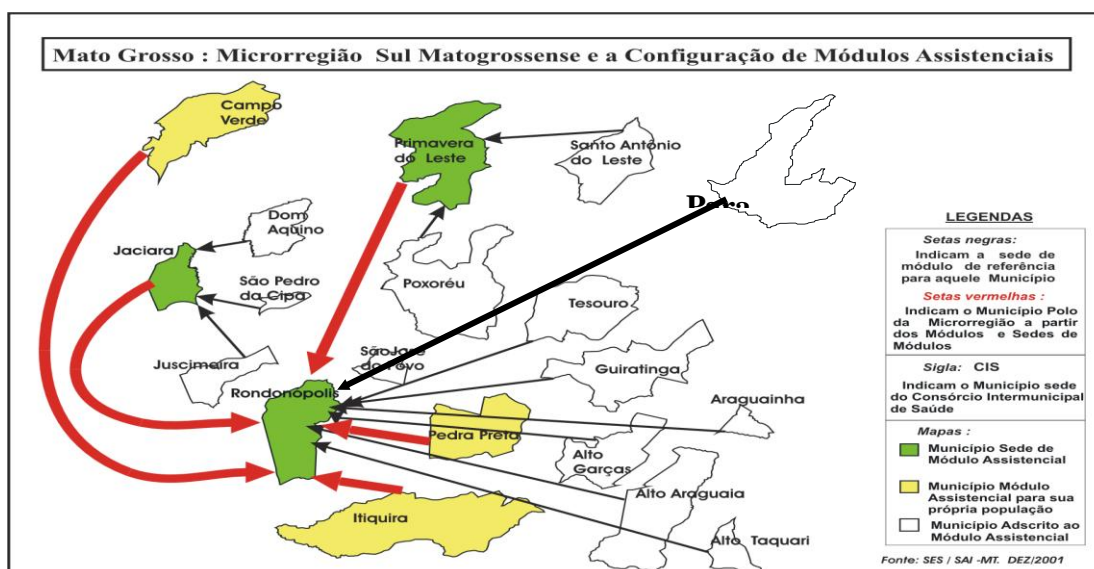 Mato Grosso : Microrregião Sul Matogrossense e a Configuração de Módulos Assistenciais
Campo
Verde
Primavera
do Leste
Santo Antônio
do Leste
Dom
Aqüino
Jaciara
São Pedro
da Cipa
Poxoréu
Tesouro
Juscimeira
São Jose
do Povo
Guiratinga
Rondonópolis
Araguainha
Pedra Preta
Alto
Garças
Alto Araguaia
Itiquira
Alto Taquari
LEGENDAS
Setas negras:
Indicam a sede de
módulo de referência
para aquele Município
Setas vermelhas :
Indicam o Município Polo
da Microrregião a partir
dos Módulos e Sedes de
Módulos
Sigla: CIS
Indicam o Município sede
do Consórcio Intermunicipal
de Saúde
Mapas :
Município Sede de
Módulo Assistencial
Município Módulo
Assistencial para sua
própria população
Município Adscrito ao
Módulo Assistencial
Fonte: SES / SAI -MT. DEZ/2001